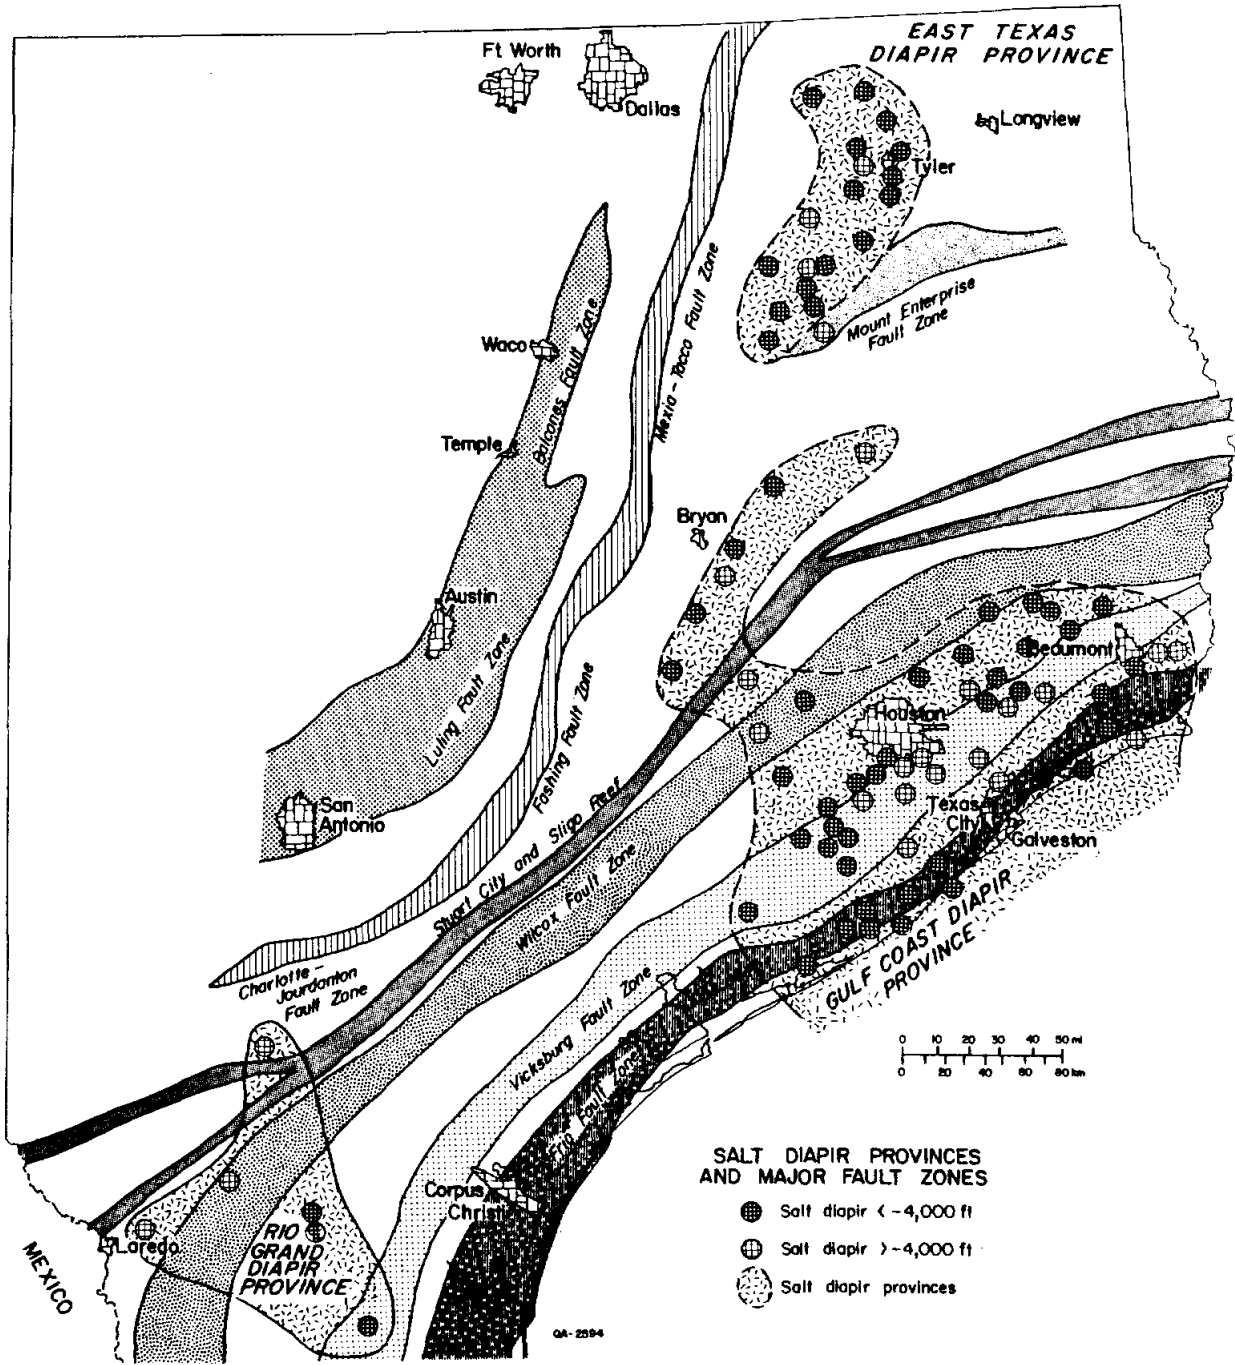 EAST TEXAS
DIAPIR PROVINCE
Ft Worth
Dallas
Longview
Tyler
Mexia-Tacco Fault Zone
Mount Enterprise
Fault Zone
Waco
Balcones Fault Zone
Temple
Bryan
Austin
Luling Fault Zone
Fashing Fault Zone
Beaumont
Houston
San
Antonio
Stuart City and Sligo Reef
Texas
City
Galveston
Wilcox Fault Zone
GULF COAST DIAPIR
PROVINCE
Charlotte-
Jourdanton
Fault Zone
Vicksburg Fault Zone
Frio Fault Zone
0 10 20 30 40 50 mi
0 20 40 60 80 km
SALT DIAPIR PROVINCES
AND MAJOR FAULT ZONES
Salt diapir < -4,000 ft
Salt diapir > -4,000 ft
Salt diapir provinces
Corpus
Christi
Laredo
RIO
GRAND
DIAPIR
PROVINCE
MEXICO
QA-2594